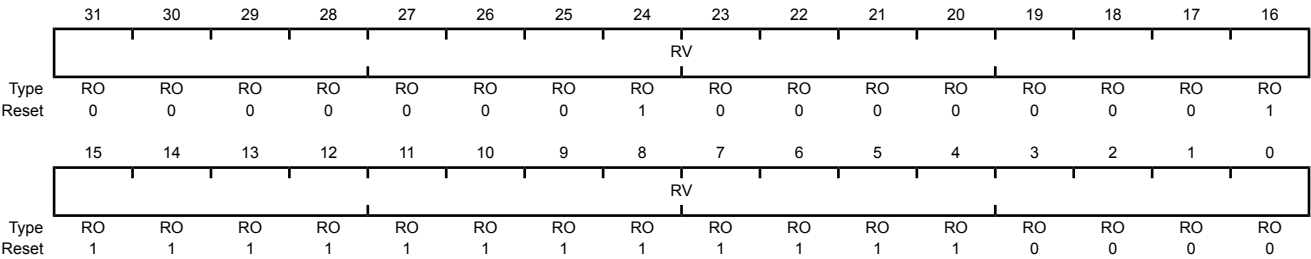 31 30 29 28 27 26 25 24 23 22 21 20 19 18 17 16
RV
Type RO RO RO RO RO RO RO RO RO RO RO RO RO RO RO RO
Reset 0 0 0 0 0 0 0 1 0 0 0 0 0 0 0 1
15 14 13 12 11 10 9 8 7 6 5 4 3 2 1 0
RV
Type RO RO RO RO RO RO RO RO RO RO RO RO RO RO RO RO
Reset 1 1 1 1 1 1 1 1 1 1 1 1 0 0 0 0